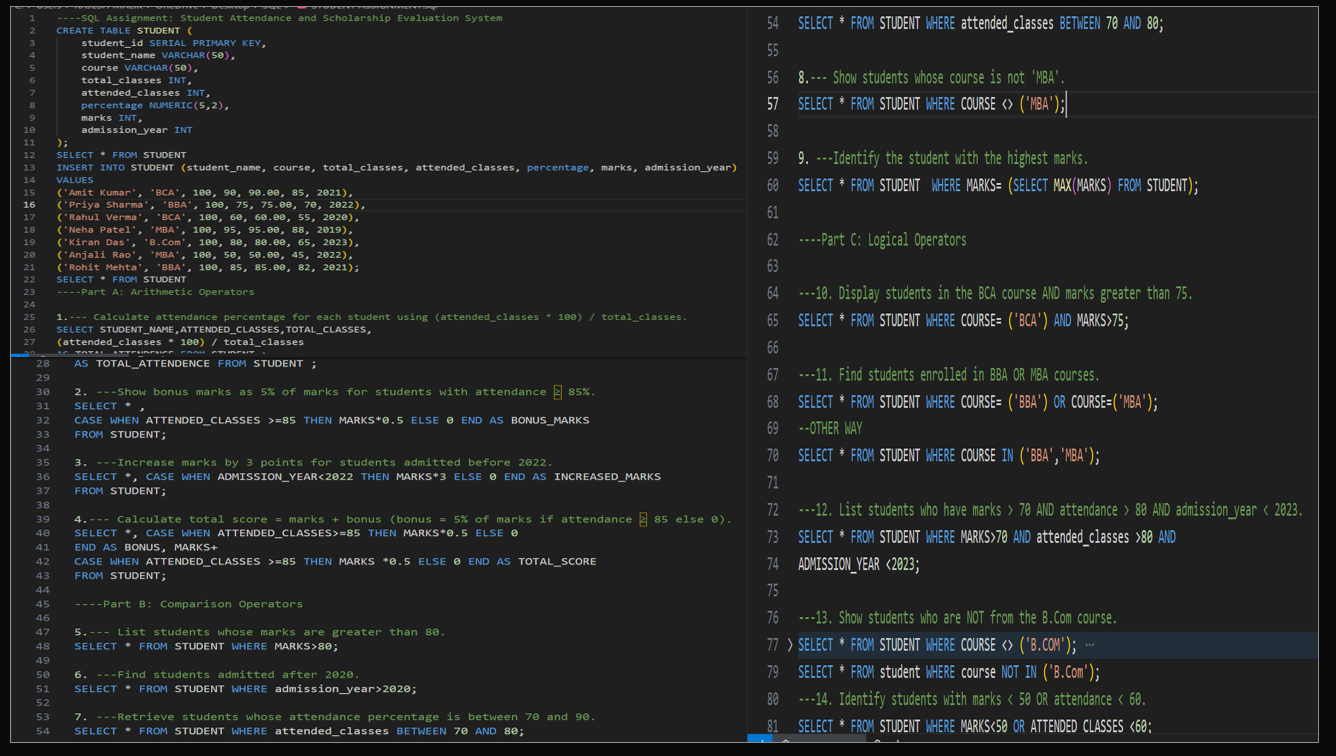 1 ----SQL Assignment: Student Attendance and Scholarship Evaluation System
2 CREATE TABLE STUDENT (
3 student_id SERIAL PRIMARY KEY,
4 student_name VARCHAR(50),
5 course VARCHAR(50),
6 total_classes INT,
7 attended_classes INT,
8 percentage NUMERIC(5,2),
9 marks INT,
10 admission_year INT
11 );
12 SELECT * FROM STUDENT
13 INSERT INTO STUDENT (student_name, course, total_classes, attended_classes, percentage, marks, admission_year)
14 VALUES
15 ('Amit Kumar', 'BCA', 100, 90, 90.00, 85, 2021),
16 ('Priya Sharma', 'BBA', 100, 75, 75.00, 70, 2022),
17 ('Rahul Verma', 'BCA', 100, 60, 60.00, 55, 2020),
18 ('Neha Patel', 'MBA', 100, 95, 95.00, 88, 2019),
19 ('Kiran Das', 'B.Com', 100, 80, 80.00, 65, 2023),
20 ('Anjali Rao', 'MBA', 100, 50, 50.00, 45, 2022),
21 ('Rohit Mehta', 'BBA', 100, 85, 85.00, 82, 2021);
22 SELECT * FROM STUDENT
23 ----Part A: Arithmetic Operators
24
25 1.--- Calculate attendance percentage for each student using (attended_classes * 100) / total_classes.
26 SELECT STUDENT_NAME,ATTENDED_CLASSES,TOTAL_CLASSES,
27 (attended_classes * 100) / total_classes
28 AS TOTAL_ATTENDENCE FROM STUDENT ;
29
30 2. ---Show bonus marks as 5% of marks for students with attendance ≥ 85%.
31 SELECT * ,
32 CASE WHEN ATTENDED_CLASSES >=85 THEN MARKS*0.5 ELSE 0 END AS BONUS_MARKS
33 FROM STUDENT;
34
35 3. ---Increase marks by 3 points for students admitted before 2022.
36 SELECT *, CASE WHEN ADMISSION_YEAR<2022 THEN MARKS*3 ELSE 0 END AS INCREASED_MARKS
37 FROM STUDENT;
38
39 4.--- Calculate total score = marks + bonus (bonus = 5% of marks if attendance ≥ 85 else 0).
40 SELECT *, CASE WHEN ATTENDED_CLASSES>=85 THEN MARKS*0.5 ELSE 0
41 END AS BONUS, MARKS+
42 CASE WHEN ATTENDED_CLASSES >=85 THEN MARKS *0.5 ELSE 0 END AS TOTAL_SCORE
43 FROM STUDENT;
44
45 ----Part B: Comparison Operators
46
47 5.--- List students whose marks are greater than 80.
48 SELECT * FROM STUDENT WHERE MARKS>80;
49
50 6. ---Find students admitted after 2020.
51 SELECT * FROM STUDENT WHERE admission_year>2020;
52
53 7. ---Retrieve students whose attendance percentage is between 70 and 90.
54 SELECT * FROM STUDENT WHERE attended_classes BETWEEN 70 AND 80;
54 SELECT * FROM STUDENT WHERE attended_classes BETWEEN 70 AND 80;
55
56 8.--- Show students whose course is not 'MBA'.
57 SELECT * FROM STUDENT WHERE COURSE <> ('MBA');
58
59 9. ---Identify the student with the highest marks.
60 SELECT * FROM STUDENT WHERE MARKS= (SELECT MAX(MARKS) FROM STUDENT);
61
62 ----Part C: Logical Operators
63
64 ---10. Display students in the BCA course AND marks greater than 75.
65 SELECT * FROM STUDENT WHERE COURSE= ('BCA') AND MARKS>75;
66
67 ---11. Find students enrolled in BBA OR MBA courses.
68 SELECT * FROM STUDENT WHERE COURSE= ('BBA') OR COURSE=('MBA');
69 --OTHER WAY
70 SELECT * FROM STUDENT WHERE COURSE IN ('BBA','MBA');
71
72 ---12. List students who have marks > 70 AND attendance > 80 AND admission_year < 2023.
73 SELECT * FROM STUDENT WHERE MARKS>70 AND attended_classes >80 AND
74 ADMISSION_YEAR <2023;
75
76 ---13. Show students who are NOT from the B.Com course.
77 SELECT * FROM STUDENT WHERE COURSE <> ('B.COM'); ⋯
79 SELECT * FROM student WHERE course NOT IN ('B.Com');
80 ---14. Identify students with marks < 50 OR attendance < 60.
81 SELECT * FROM STUDENT WHERE MARKS<50 OR ATTENDED_CLASSES <60;